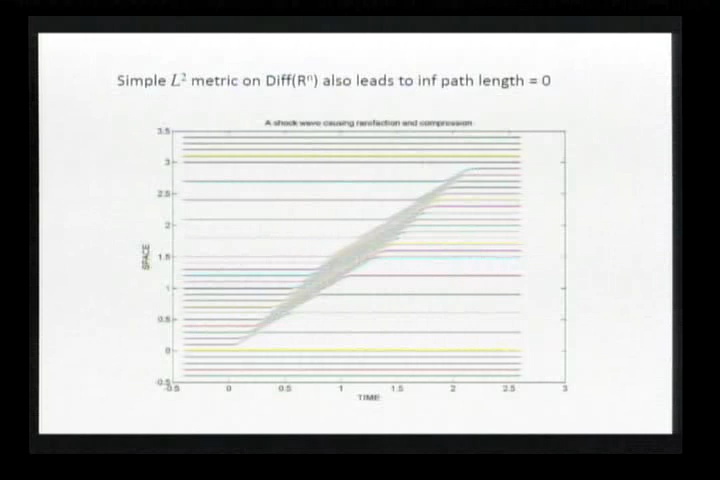 Simple L² metric on Diff(Rⁿ) also leads to inf path length = 0
A shock wave causing rarefaction and compression
3.5
3
2.5
2
1.5
1
0.5
0
-0.5
SPACE
-0.5 0 0.5 1 1.5 2 2.5 3
TIME